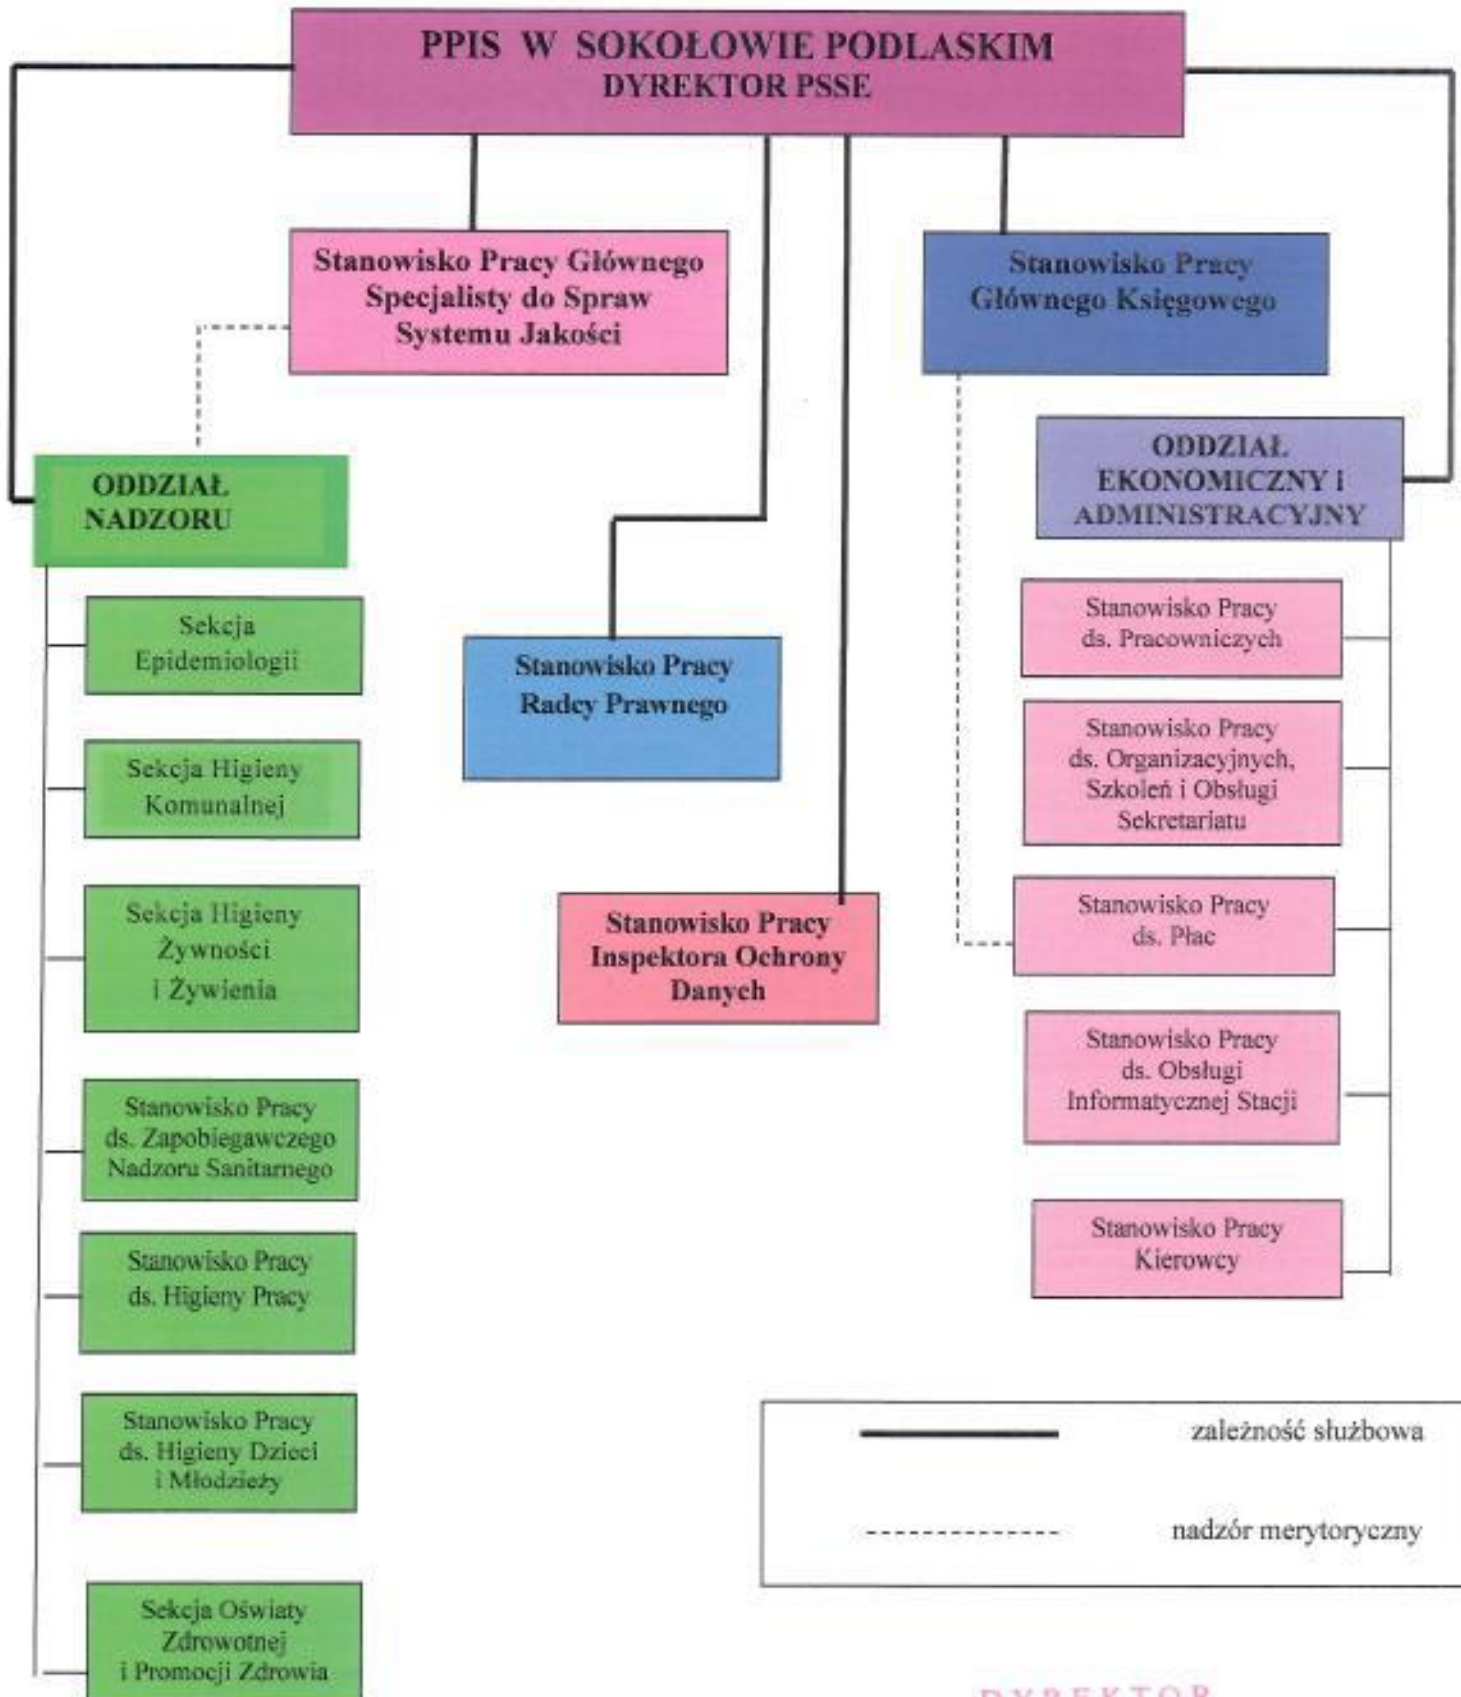 PPIS W SOKOŁOWIE PODLASKIM
DYREKTOR PSSE
Stanowisko Pracy Głównego
Specjalisty do Spraw
Systemu Jakości
Stanowisko Pracy
Głównego Księgowego
ODDZIAŁ
NADZORU
ODDZIAŁ
EKONOMICZNY i
ADMINISTRACYJNY
Sekcja
Epidemiologii
Sekcja Higieny
Komunalnej
Sekcja Higieny
Żywności
i Żywienia
Stanowisko Pracy
ds. Zapobiegawczego
Nadzoru Sanitarnego
Stanowisko Pracy
ds. Higieny Pracy
Stanowisko Pracy
ds. Higieny Dzieci
i Młodzieży
Sekcja Oświaty
Zdrowotnej
i Promocji Zdrowia
Stanowisko Pracy
Radcy Prawnego
Stanowisko Pracy
Inspektora Ochrony
Danych
Stanowisko Pracy
ds. Pracowniczych
Stanowisko Pracy
ds. Organizacyjnych,
Szkoleń i Obsługi
Sekretariatu
Stanowisko Pracy
ds. Płac
Stanowisko Pracy
ds. Obsługi
Informatycznej Stacji
Stanowisko Pracy
Kierowcy
zależność służbowa
nadzór merytoryczny
DYREKTOR